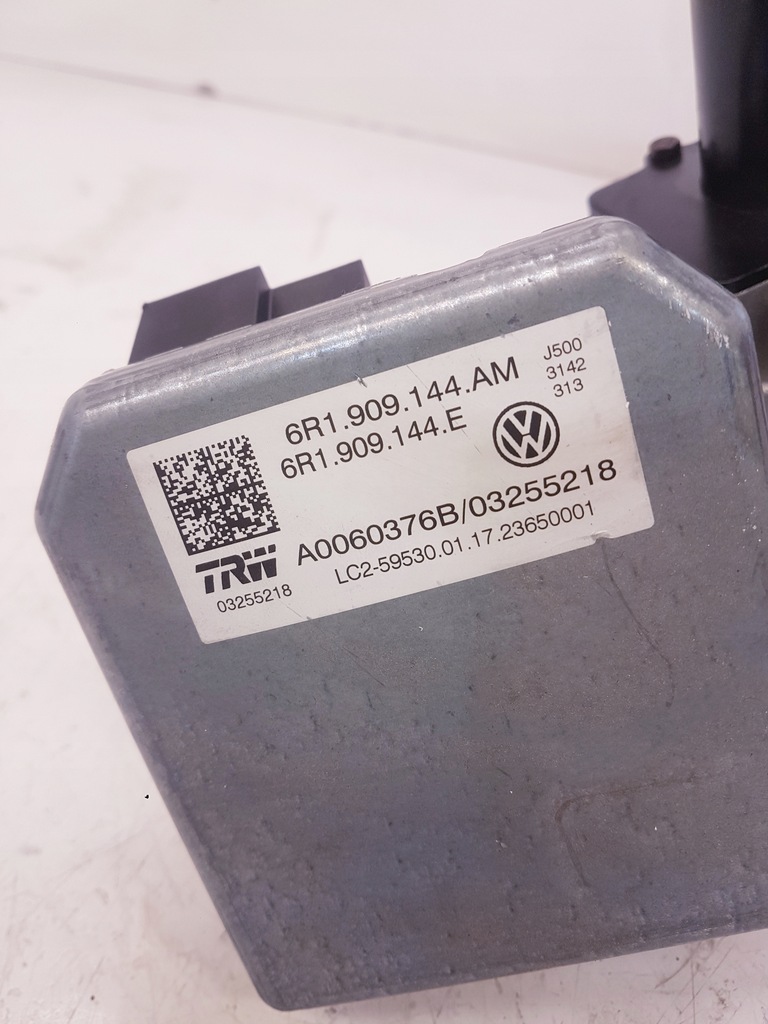 6R1.909.144.AM
6R1.909.144.E
J500
3142
313
VW
A0060376B/03255218
LC2-59530.01.17.23650001
TRW
03255218